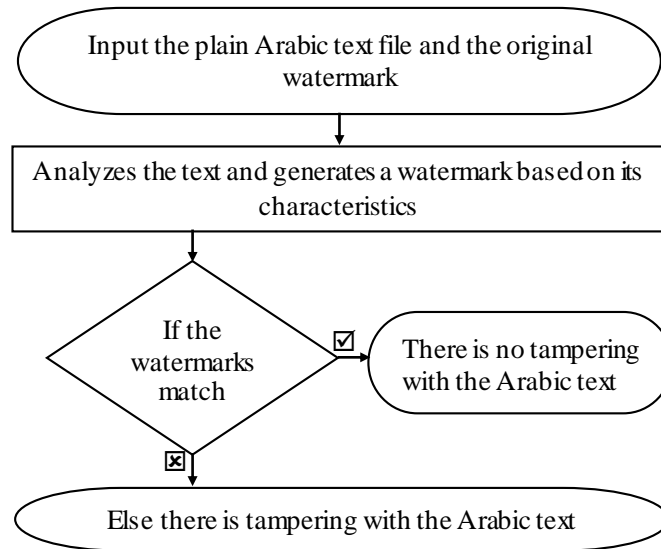 Input the plain Arabic text file and the original
watermark
Analyzes the text and generates a watermark based on its
characteristics
If the
watermarks
match
There is no tampering
with the Arabic text
Else there is tampering with the Arabic text